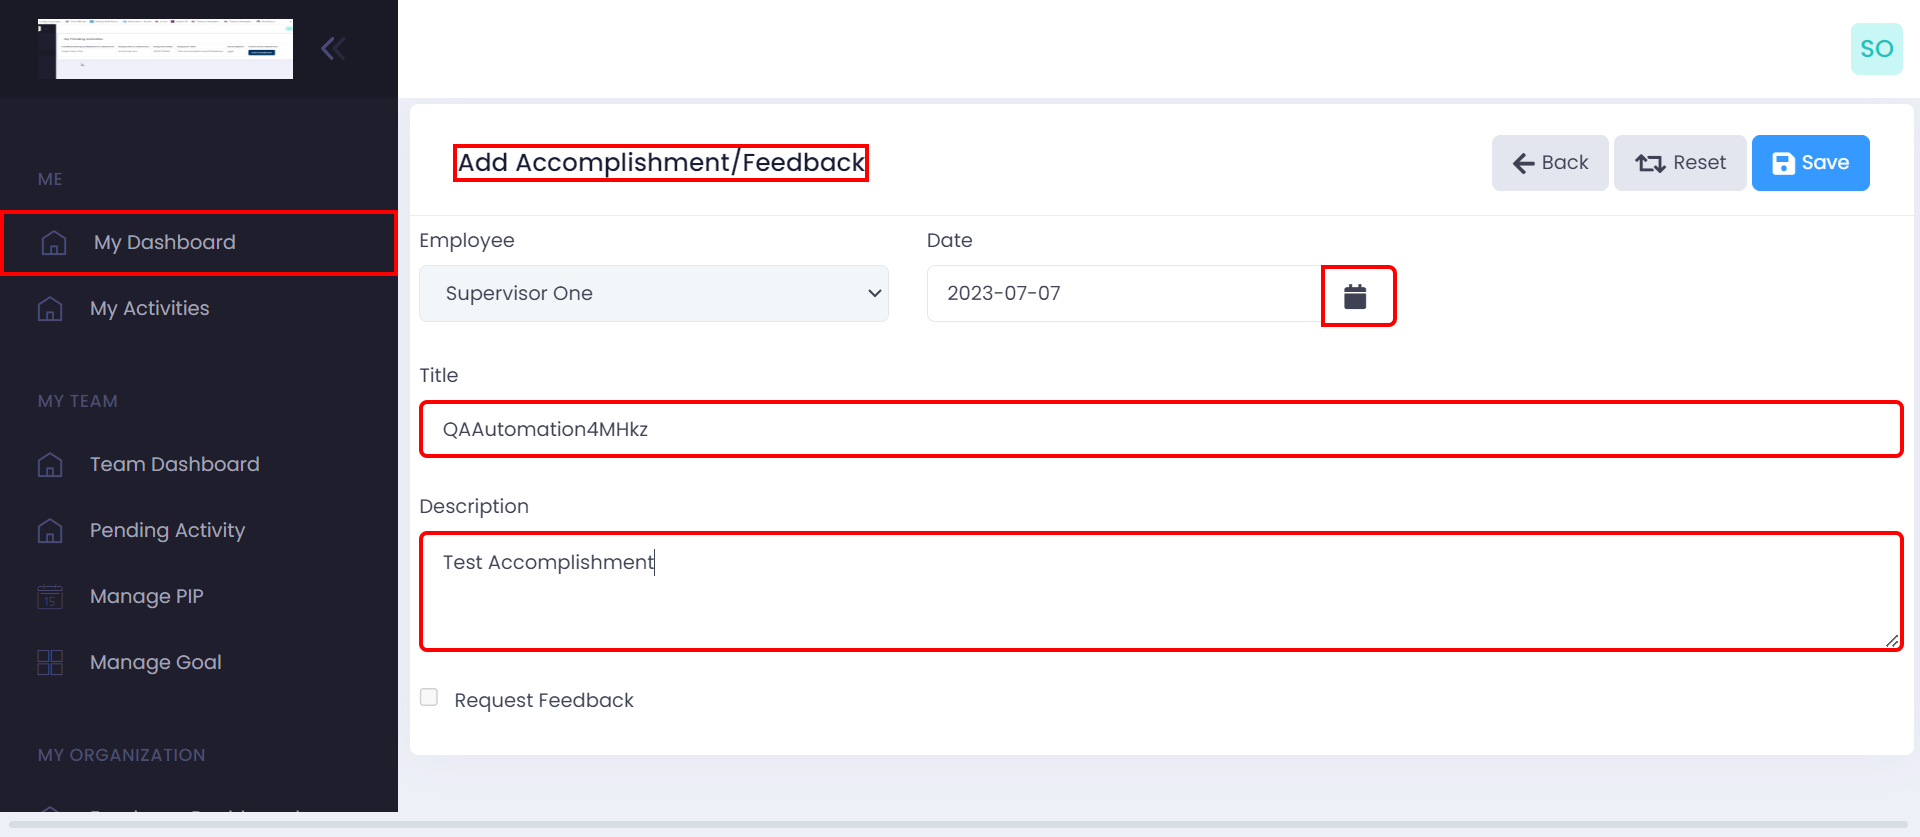 SO
ME
My Dashboard
My Activities
MY TEAM
Team Dashboard
Pending Activity
15
Manage PIP
Manage Goal
MY ORGANIZATION
Add Accomplishment/Feedback
Back
Reset
Save
Employee
Date
Supervisor One
2023-07-07
Title
QAAutomation4MHkz
Description
Test Accomplishment
Request Feedback